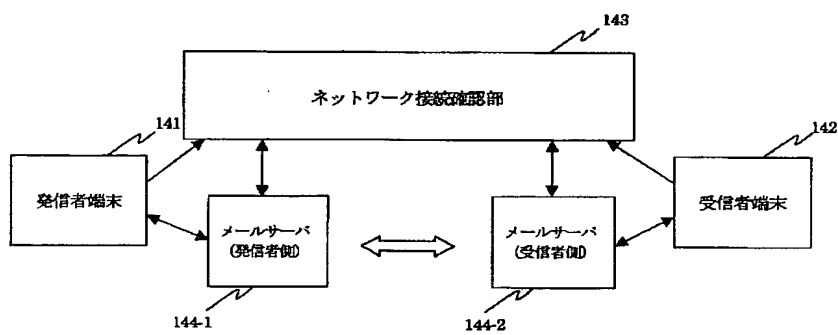 143
ネットワーク接続確認部
141
142
発信者端末
メールサーバ
(発信者側)
メールサーバ
(受信者側)
受信者端末
144-1
144-2